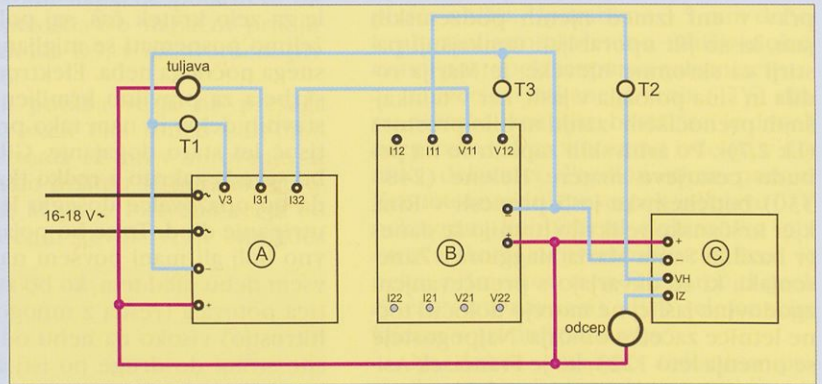 tuljava
T1
T3
T2
I12 I11 V11 V12
V3 I31 I32
16-18 V~
~
~
–
+
A
B
–
+
C
+
–
VH
IZ
I22 I21 V21 V22
odcep